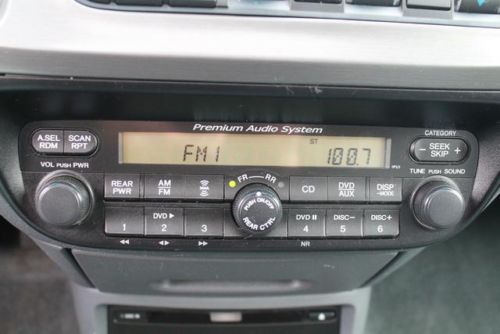 Premium Audio System
A.SEL RDM
SCAN RPT
FM1 ST 1007
CATEGORY
− SEEK SKIP +
VOL PUSH PWR
TUNE PUSH SOUND
REAR PWR
AM FM
FR RR
CD
DVD AUX
DISP –MODE
PUSH ON/OFF
REAR CTRL
1
DVD ▶ 2
3
DVD II 4
DISC− 5
DISC+ 6
◀◀ ◀ ▶ ▶▶
NR